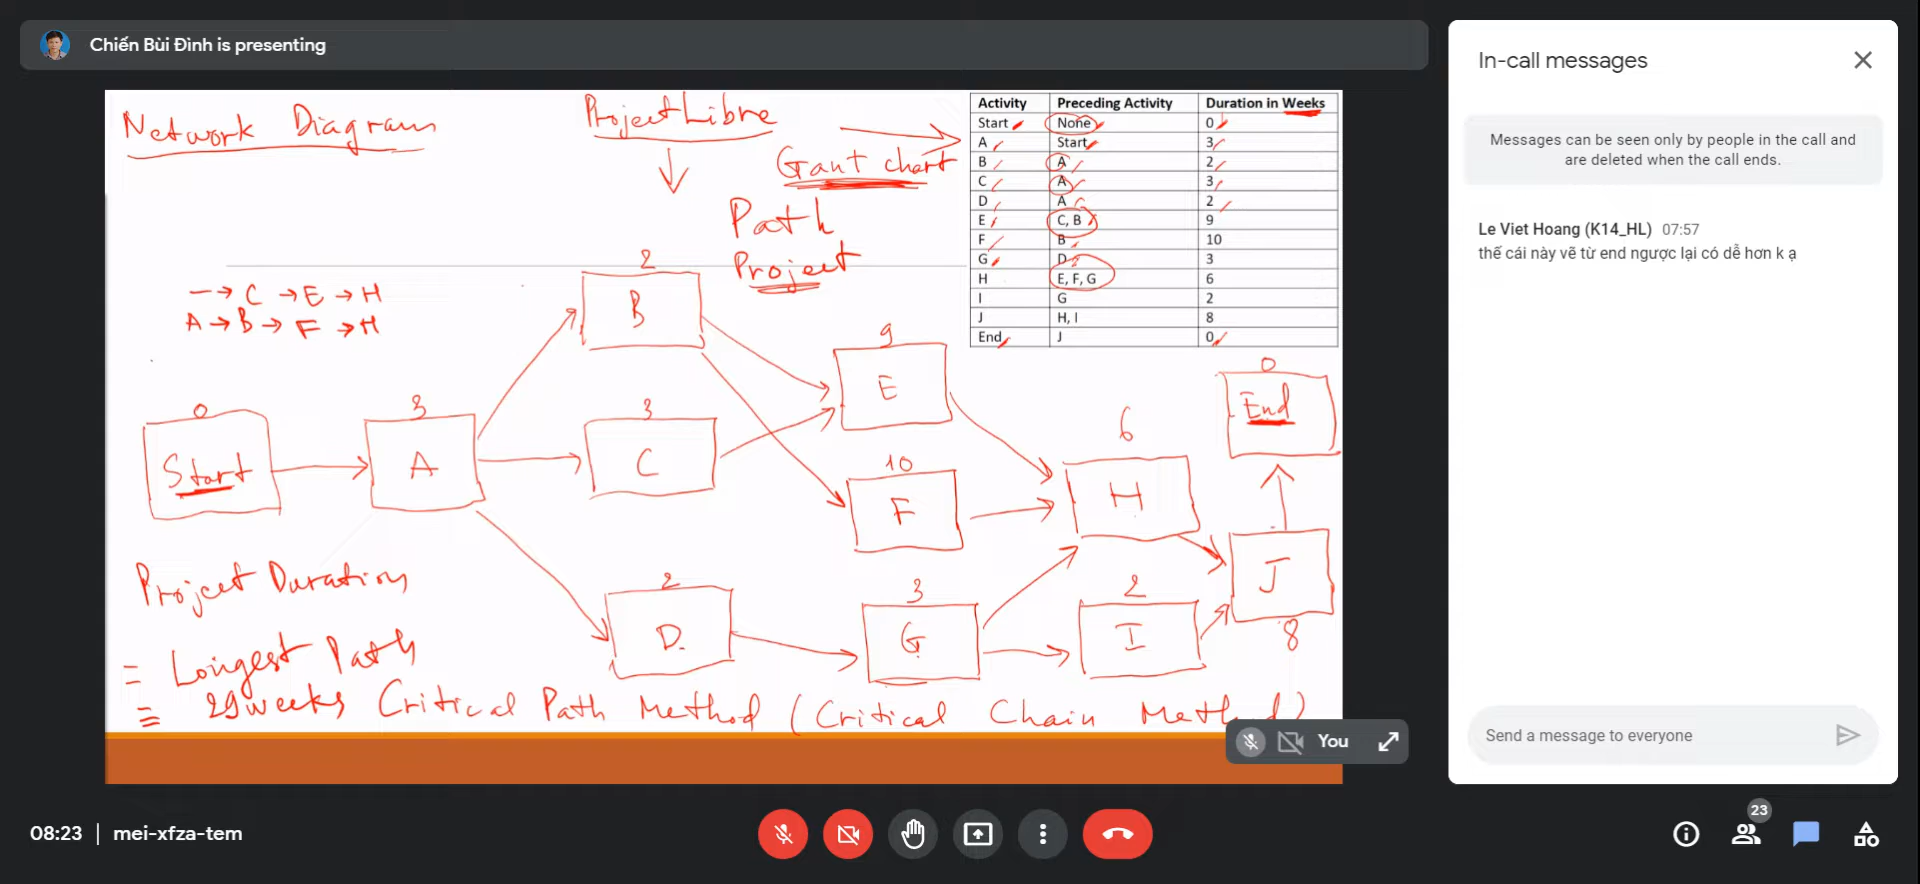 Chiến Bùi Đình is presenting
Network Diagram
ProjectLibre
Gant chart
Path
Project
Activity Preceding Activity Duration in Weeks
Start None 0
A Start 3
B A 2
C A 3
D A 2
E C, B 9
F B 10
G D 3
H E, F, G 6
I G 2
J H, I 8
End J 0
→ C → E → H
A → B → F → H
0
Start
3
A
2
B
3
C
2
D
9
E
10
F
3
G
6
H
2
I
J
8
0
End
Project Duration
= Longest Path
= 29 weeks Critical Path Method (Critical Chain Method)
You
In-call messages
Messages can be seen only by people in the call and
are deleted when the call ends.
Le Viet Hoang (K14_HL) 07:57
thế cái này vẽ từ end ngược lại có dễ hơn k ạ
Send a message to everyone
08:23 | mei-xfza-tem
23